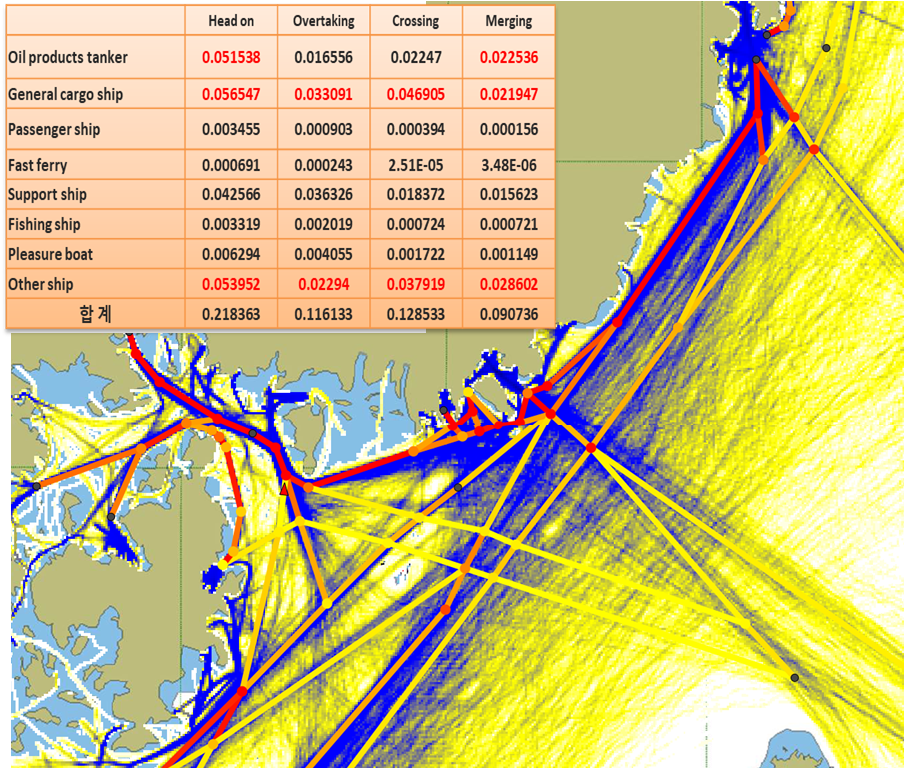 Head on Overtaking Crossing Merging
Oil products tanker 0.051538 0.016556 0.02247 0.022536
General cargo ship 0.056547 0.033091 0.046905 0.021947
Passenger ship 0.003455 0.000903 0.000394 0.000156
Fast ferry 0.000691 0.000243 2.51E-05 3.48E-06
Support ship 0.042566 0.036326 0.018372 0.015623
Fishing ship 0.003319 0.002019 0.000724 0.000721
Pleasure boat 0.006294 0.004055 0.001722 0.001149
Other ship 0.053952 0.02294 0.037919 0.028602
합 계 0.218363 0.116133 0.128533 0.090736